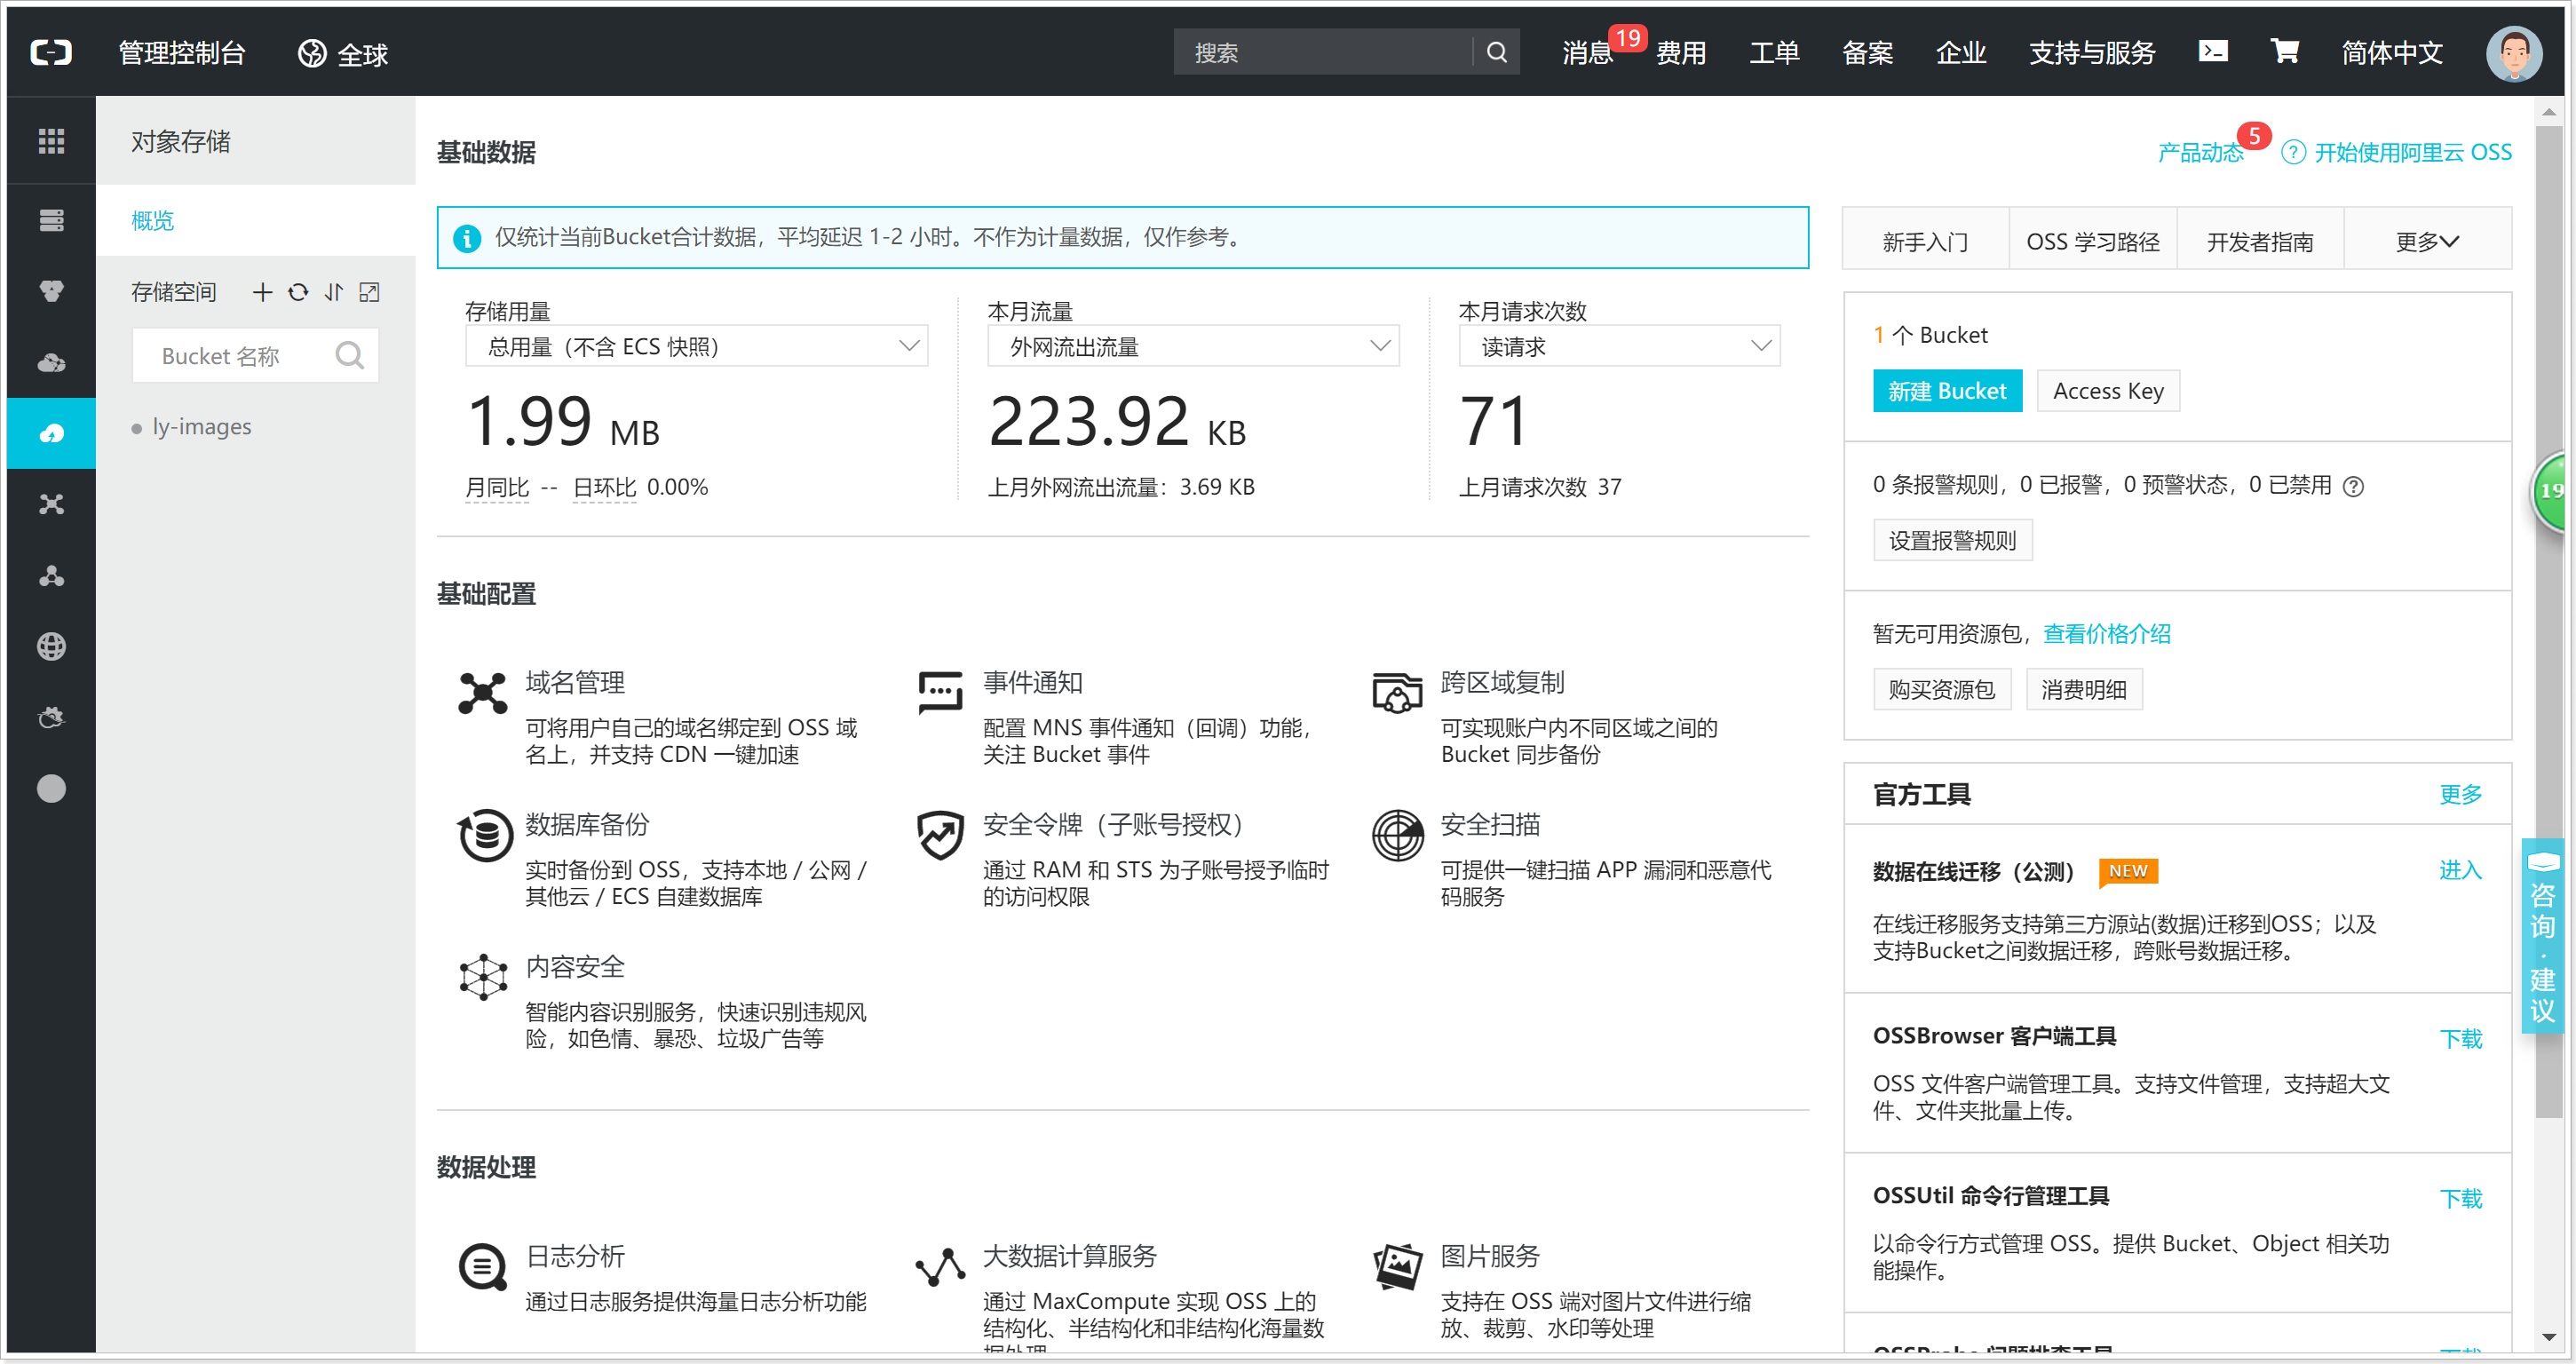 管理控制台
全球
搜索
消息 19
费用
工单
备案
企业
支持与服务
简体中文
对象存储
概览
存储空间
Bucket 名称
ly-images
基础数据
产品动态 5
开始使用阿里云 OSS
仅统计当前Bucket合计数据，平均延迟 1-2 小时。不作为计量数据，仅作参考。
存储用量
总用量（不含 ECS 快照）
1.99 MB
月同比 -- 日环比 0.00%
本月流量
外网流出流量
223.92 KB
上月外网流出流量：3.69 KB
本月请求次数
读请求
71
上月请求次数 37
基础配置
域名管理
可将用户自己的域名绑定到 OSS 域
名上，并支持 CDN 一键加速
事件通知
配置 MNS 事件通知（回调）功能，
关注 Bucket 事件
跨区域复制
可实现账户内不同区域之间的
Bucket 同步备份
数据库备份
实时备份到 OSS，支持本地 / 公网 /
其他云 / ECS 自建数据库
安全令牌（子账号授权）
通过 RAM 和 STS 为子账号授予临时
的访问权限
安全扫描
可提供一键扫描 APP 漏洞和恶意代
码服务
内容安全
智能内容识别服务，快速识别违规风
险，如色情、暴恐、垃圾广告等
数据处理
日志分析
通过日志服务提供海量日志分析功能
大数据计算服务
通过 MaxCompute 实现 OSS 上的
结构化、半结构化和非结构化海量数
据处理
图片服务
支持在 OSS 端对图片文件进行缩
放、裁剪、水印等处理
新手入门
OSS 学习路径
开发者指南
更多
1 个 Bucket
新建 Bucket
Access Key
0 条报警规则，0 已报警，0 预警状态，0 已禁用
设置报警规则
暂无可用资源包，查看价格介绍
购买资源包
消费明细
官方工具
更多
数据在线迁移（公测） NEW
进入
在线迁移服务支持第三方源站(数据)迁移到OSS；以及
支持Bucket之间数据迁移，跨账号数据迁移。
OSSBrowser 客户端工具
下载
OSS 文件客户端管理工具。支持文件管理，支持超大文
件、文件夹批量上传。
OSSUtil 命令行管理工具
下载
以命令行方式管理 OSS。提供 Bucket、Object 相关功
能操作。
OSSProbe 问题排查工具
下载
19
咨询·建议